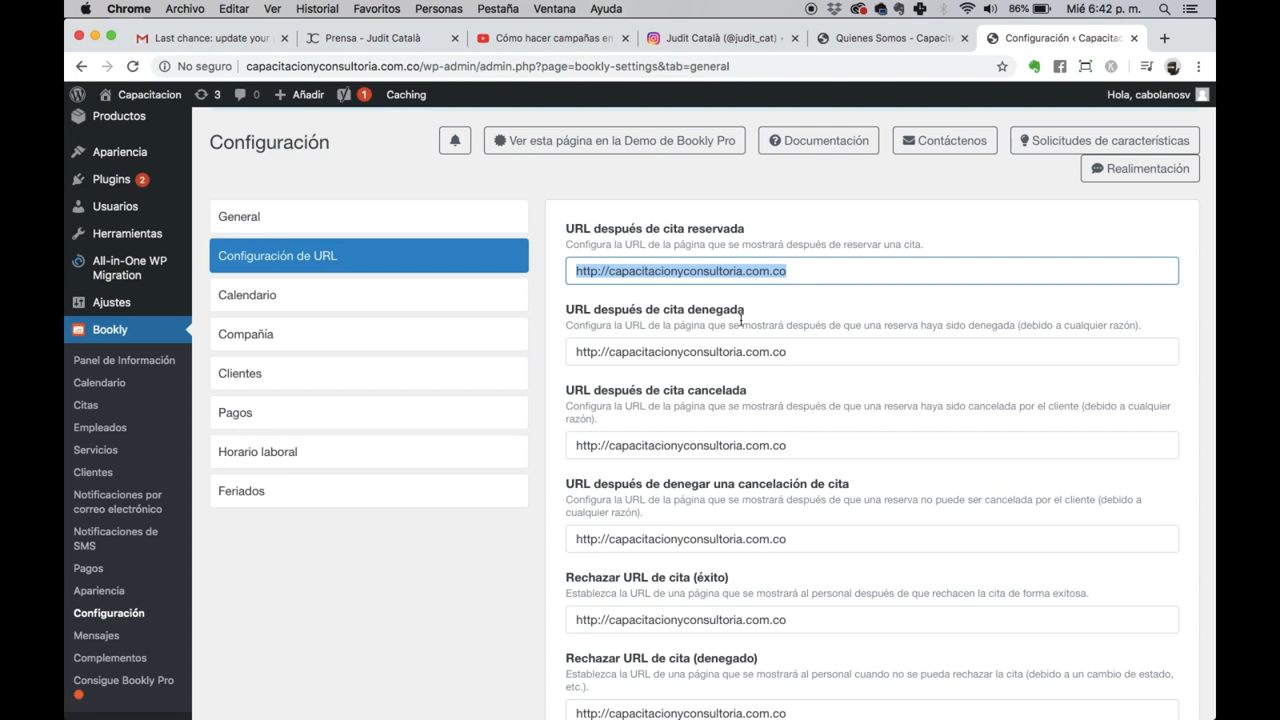 Chrome Archivo Editar Ver Historial Favoritos Personas Pestaña Ventana Ayuda 86% Mié 6:42 p. m.
Last chance: update your Prensa - Judit Català Cómo hacer campañas en Judit Català (@judit_cat) • Quienes Somos - Capacit Configuración ‹ Capacitac
No seguro capacitacionyconsultoria.com.co/wp-admin/admin.php?page=bookly-settings&tab=general
Capacitacion 3 0 Añadir 1 Caching Hola, cabolanosv
Productos
Apariencia
Plugins 2
Usuarios
Herramientas
All-in-One WP
Migration
Ajustes
Bookly
Panel de Información
Calendario
Citas
Empleados
Servicios
Clientes
Notificaciones por
correo electrónico
Notificaciones de
SMS
Pagos
Apariencia
Configuración
Mensajes
Complementos
Consigue Bookly Pro
Configuración
Ver esta página en la Demo de Bookly Pro
Documentación
Contáctenos
Solicitudes de características
Realimentación
General
Configuración de URL
Calendario
Compañía
Clientes
Pagos
Horario laboral
Feriados
URL después de cita reservada
Configura la URL de la página que se mostrará después de reservar una cita.
http://capacitacionyconsultoria.com.co
URL después de cita denegada
Configura la URL de la página que se mostrará después de que una reserva haya sido denegada (debido a cualquier razón).
http://capacitacionyconsultoria.com.co
URL después de cita cancelada
Configura la URL de la página que se mostrará después de que una reserva haya sido cancelada por el cliente (debido a cualquier
razón).
http://capacitacionyconsultoria.com.co
URL después de denegar una cancelación de cita
Configura la URL de la página que se mostrará después de que una reserva no puede ser cancelada por el cliente (debido a
cualquier razón).
http://capacitacionyconsultoria.com.co
Rechazar URL de cita (éxito)
Establezca la URL de una página que se mostrará al personal después de que rechacen la cita de forma exitosa.
http://capacitacionyconsultoria.com.co
Rechazar URL de cita (denegado)
Establezca la URL de una página que se mostrará al personal cuando no se pueda rechazar la cita (debido a un cambio de estado,
etc.).
http://capacitacionyconsultoria.com.co